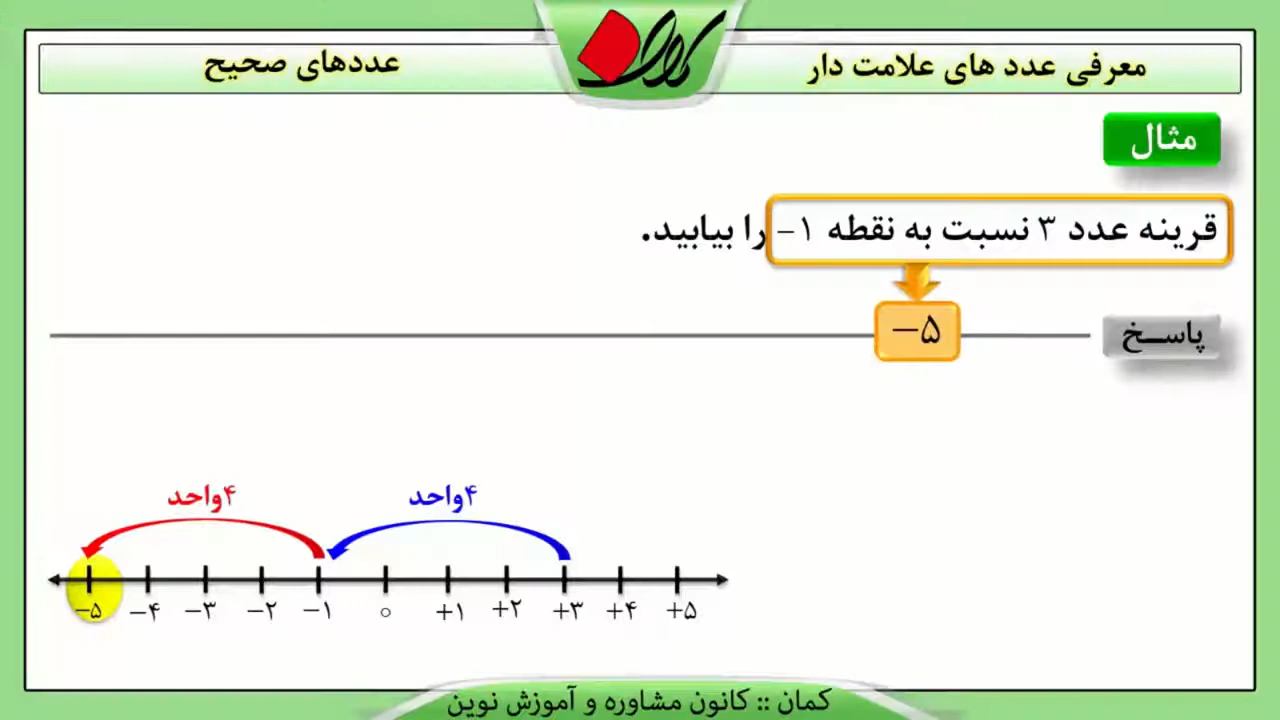 معرفی عدد های علامت دار
کمان
عددهای صحیح
مثال
قرینه عدد ۳ نسبت به نقطه ۱− را بیابید.
−۵
پاسـخ
۴واحد ۴واحد
−۵ −۴ −۳ −۲ −۱ ۰ +۱ +۲ +۳ +۴ +۵
کمان :: کانون مشاوره و آموزش نوین